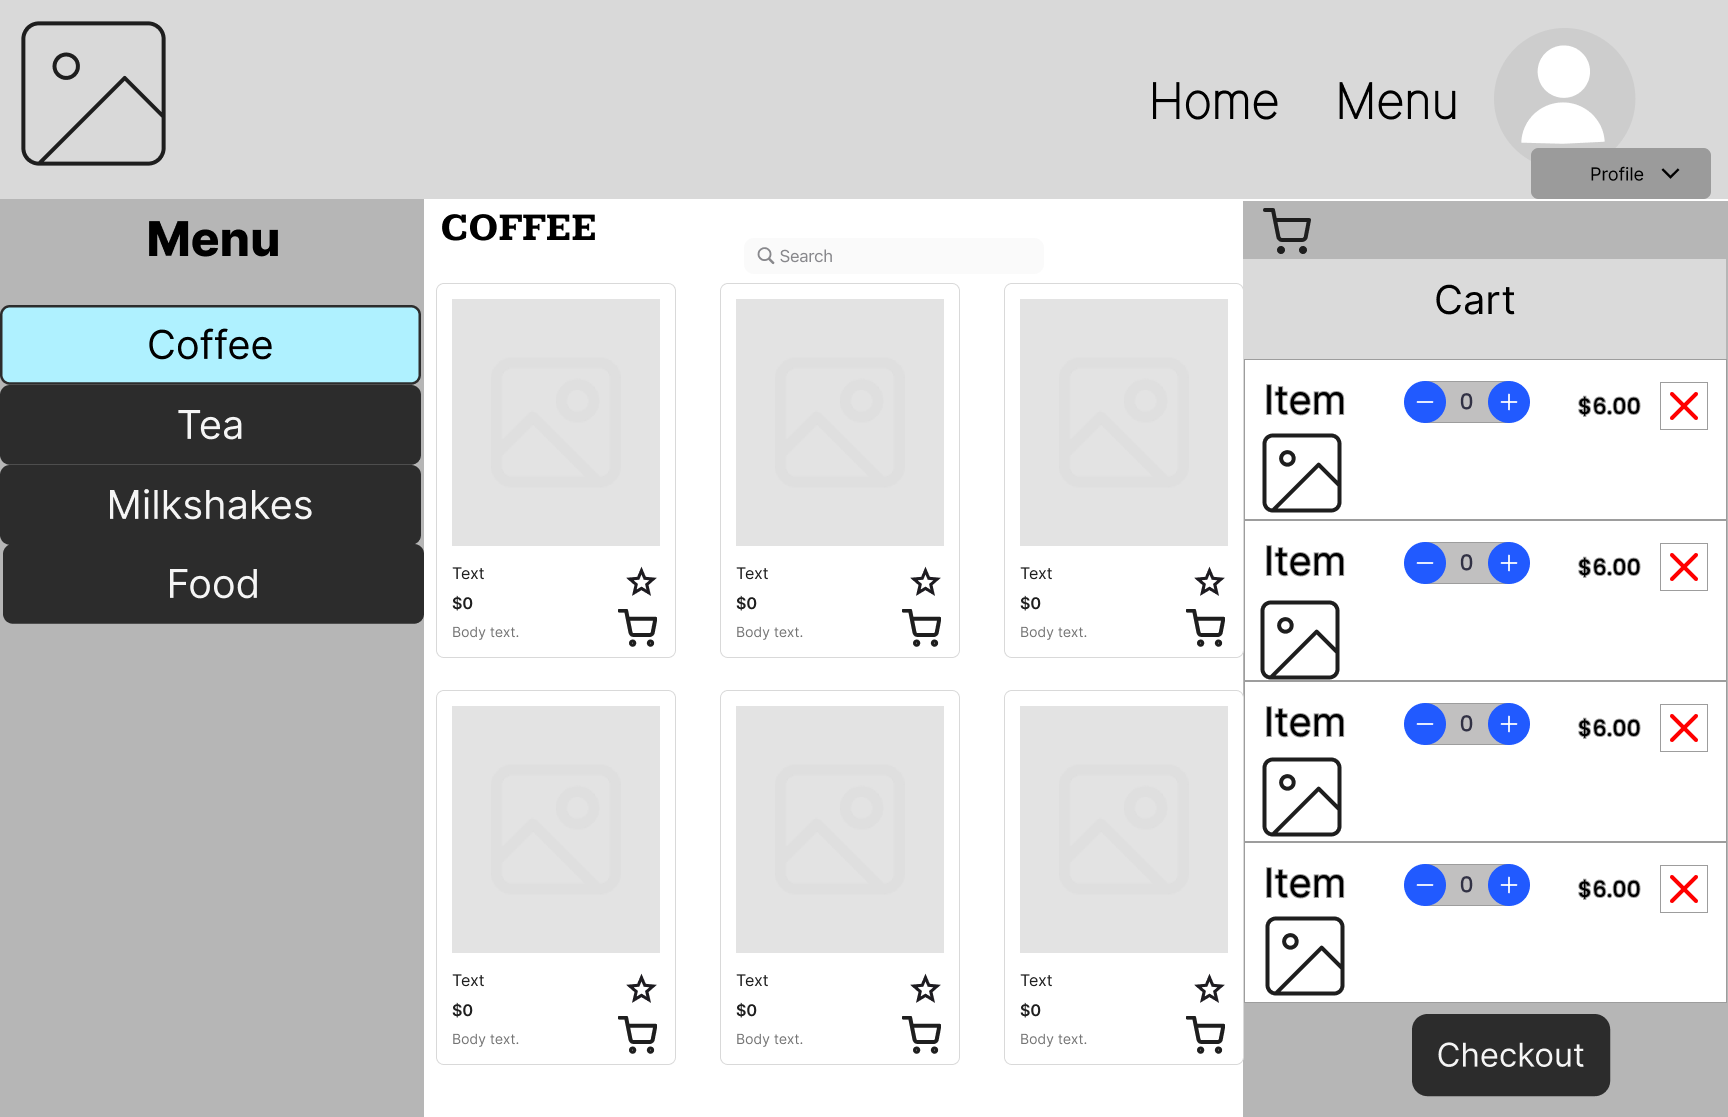 Home Menu
Profile
Menu
Coffee
Tea
Milkshakes
Food
COFFEE
Search
Text
$0
Body text.
Text
$0
Body text.
Text
$0
Body text.
Text
$0
Body text.
Text
$0
Body text.
Text
$0
Body text.
Cart
Item 0 $6.00
Item 0 $6.00
Item 0 $6.00
Item 0 $6.00
Checkout